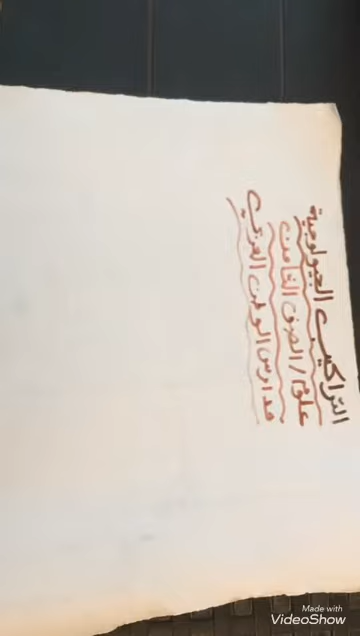 التراكيب الجيولوجية
علوم/الصف الثامن
مدارس الوطن العربي
Made with
VideoShow